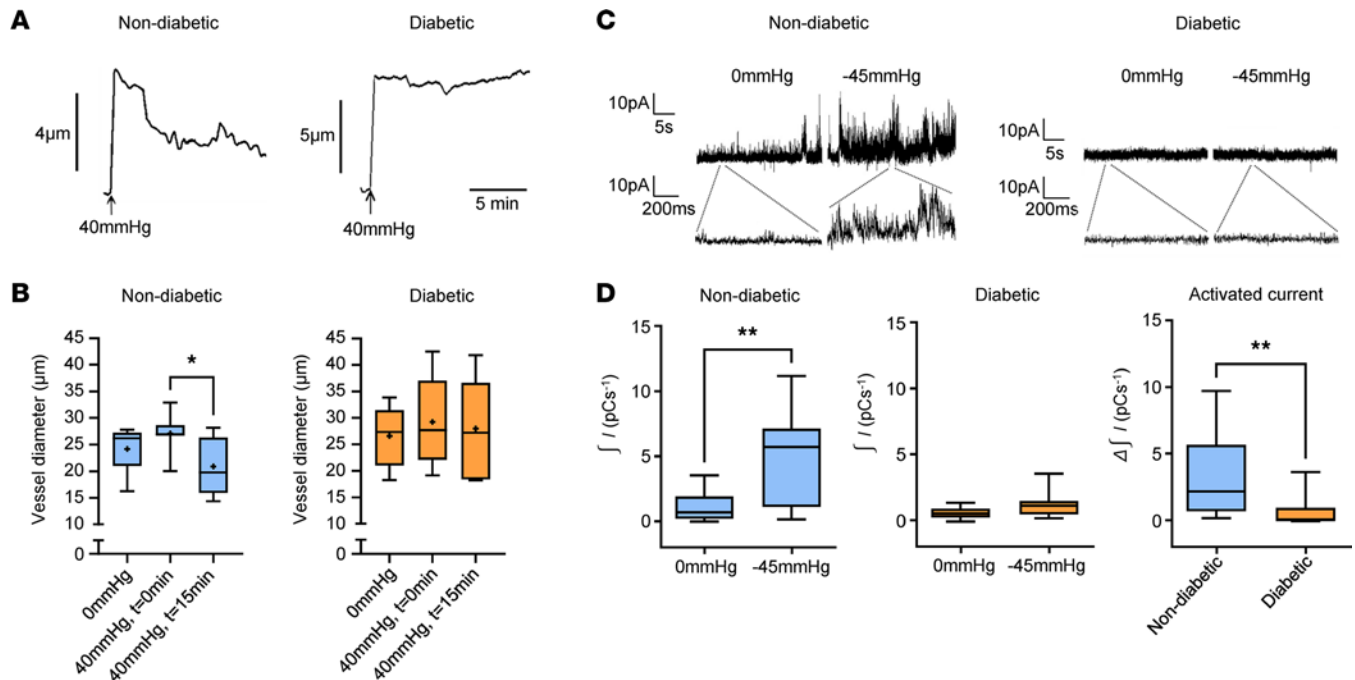 A
Non-diabetic
Diabetic
4µm
40mmHg
5µm
40mmHg
5 min
B
Non-diabetic
Diabetic
Vessel diameter (µm)
45
40
35
30
25
20
15
10
0
0mmHg
40mmHg, t=0min
40mmHg, t=15min
*
Vessel diameter (µm)
45
40
35
30
25
20
15
10
0
0mmHg
40mmHg, t=0min
40mmHg, t=15min
C
Non-diabetic
Diabetic
0mmHg
-45mmHg
10pA
5s
10pA
200ms
0mmHg
-45mmHg
10pA
5s
10pA
200ms
D
Non-diabetic
Diabetic
Activated current
∫ I (pCs⁻¹)
15
10
5
0
**
0mmHg
-45mmHg
∫ I (pCs⁻¹)
15
10
5
0
0mmHg
-45mmHg
Δ∫ I (pCs⁻¹)
15
10
5
0
**
Non-diabetic
Diabetic